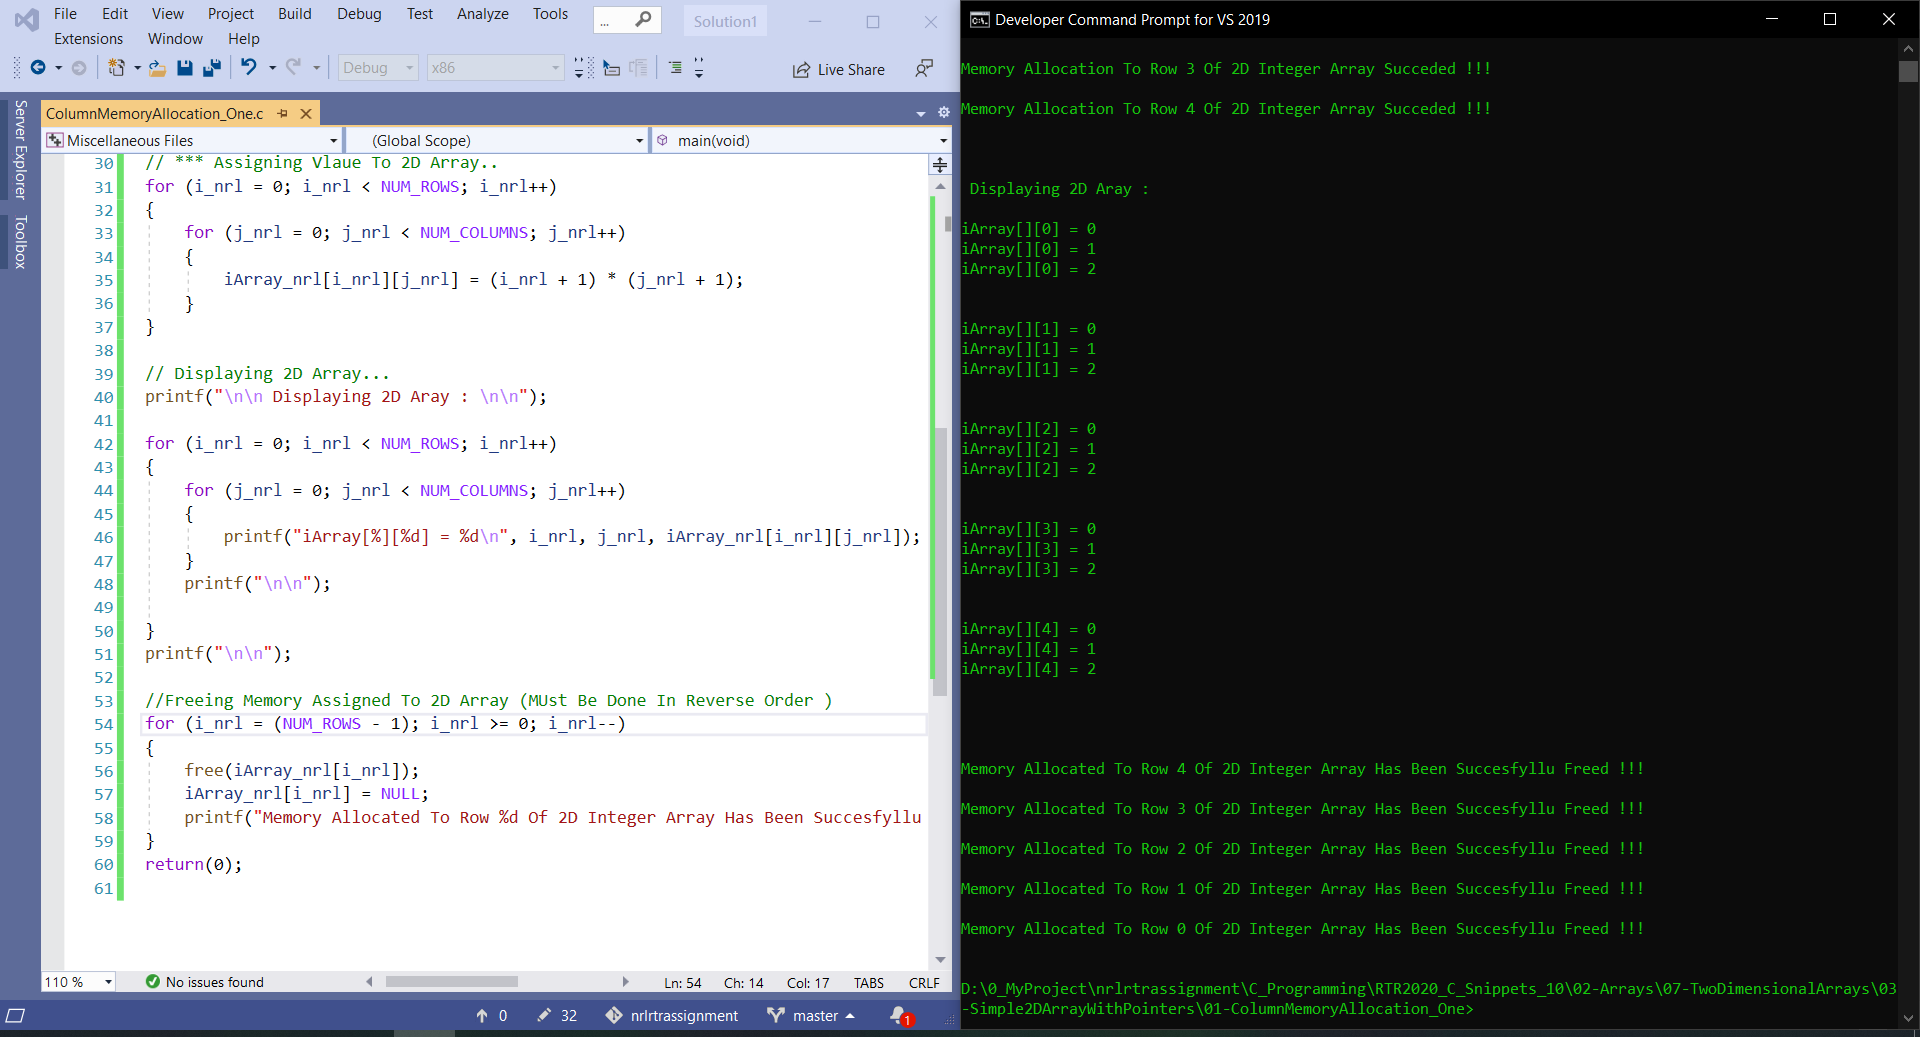 File Edit View Project Build Debug Test Analyze Tools ... Solution1
Extensions Window Help
Debug x86 Live Share
Server Explorer
Toolbox
ColumnMemoryAllocation_One.c
Miscellaneous Files (Global Scope) main(void)
30 // *** Assigning Vlaue To 2D Array..
31 for (i_nrl = 0; i_nrl < NUM_ROWS; i_nrl++)
32 {
33 for (j_nrl = 0; j_nrl < NUM_COLUMNS; j_nrl++)
34 {
35 iArray_nrl[i_nrl][j_nrl] = (i_nrl + 1) * (j_nrl + 1);
36 }
37 }
38
39 // Displaying 2D Array...
40 printf("\n\n Displaying 2D Aray : \n\n");
41
42 for (i_nrl = 0; i_nrl < NUM_ROWS; i_nrl++)
43 {
44 for (j_nrl = 0; j_nrl < NUM_COLUMNS; j_nrl++)
45 {
46 printf("iArray[%][%d] = %d\n", i_nrl, j_nrl, iArray_nrl[i_nrl][j_nrl]);
47 }
48 printf("\n\n");
49
50 }
51 printf("\n\n");
52
53 //Freeing Memory Assigned To 2D Array (MUst Be Done In Reverse Order )
54 for (i_nrl = (NUM_ROWS - 1); i_nrl >= 0; i_nrl--)
55 {
56 free(iArray_nrl[i_nrl]);
57 iArray_nrl[i_nrl] = NULL;
58 printf("Memory Allocated To Row %d Of 2D Integer Array Has Been Succesfyllu
59 }
60 return(0);
61
110 % No issues found Ln: 54 Ch: 14 Col: 17 TABS CRLF
0 32 nrlrtrassignment master 1
Developer Command Prompt for VS 2019
Memory Allocation To Row 3 Of 2D Integer Array Succeded !!!
Memory Allocation To Row 4 Of 2D Integer Array Succeded !!!
Displaying 2D Aray :
iArray[][0] = 0
iArray[][0] = 1
iArray[][0] = 2
iArray[][1] = 0
iArray[][1] = 1
iArray[][1] = 2
iArray[][2] = 0
iArray[][2] = 1
iArray[][2] = 2
iArray[][3] = 0
iArray[][3] = 1
iArray[][3] = 2
iArray[][4] = 0
iArray[][4] = 1
iArray[][4] = 2
Memory Allocated To Row 4 Of 2D Integer Array Has Been Succesfyllu Freed !!!
Memory Allocated To Row 3 Of 2D Integer Array Has Been Succesfyllu Freed !!!
Memory Allocated To Row 2 Of 2D Integer Array Has Been Succesfyllu Freed !!!
Memory Allocated To Row 1 Of 2D Integer Array Has Been Succesfyllu Freed !!!
Memory Allocated To Row 0 Of 2D Integer Array Has Been Succesfyllu Freed !!!
D:\0_MyProject\nrlrtrassignment\C_Programming\RTR2020_C_Snippets_10\02-Arrays\07-TwoDimensionalArrays\03
-Simple2DArrayWithPointers\01-ColumnMemoryAllocation_One>